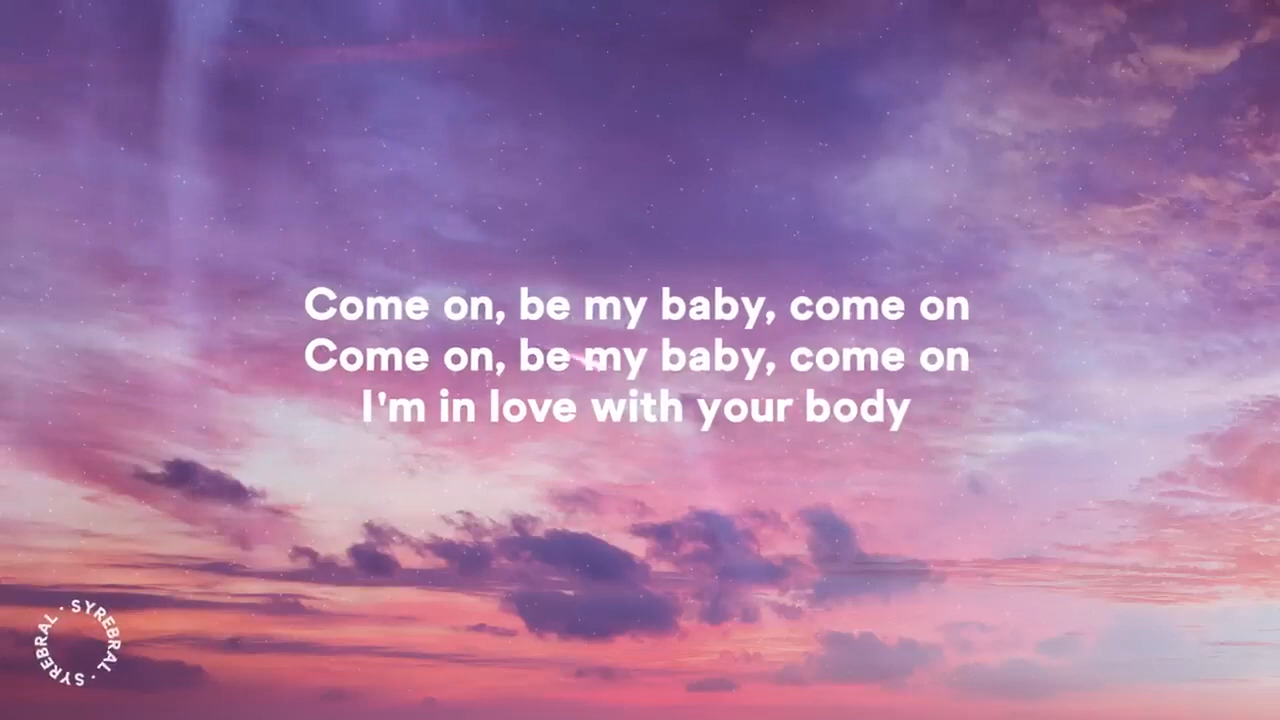 Come on, be my baby, come on
Come on, be my baby, come on
I'm in love with your body
SYREBRAL · SYREBRAL ·